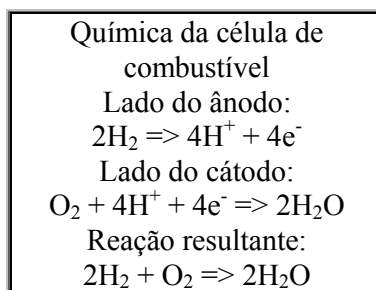 Química da célula de
combustível
Lado do ânodo:
2H₂ => 4H⁺ + 4e⁻
Lado do cátodo:
O₂ + 4H⁺ + 4e⁻ => 2H₂O
Reação resultante:
2H₂ + O₂ => 2H₂O